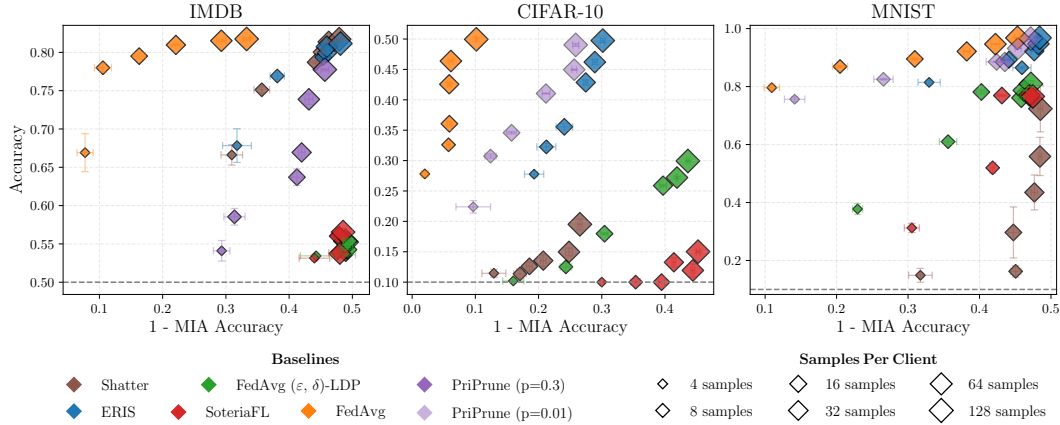 IMDB
CIFAR-10
MNIST
Accuracy
0.80
0.75
0.70
0.65
0.60
0.55
0.50
0.1
0.2
0.3
0.4
0.5
1 - MIA Accuracy
0.50
0.45
0.40
0.35
0.30
0.25
0.20
0.15
0.10
0.0
0.1
0.2
0.3
0.4
1 - MIA Accuracy
1.0
0.8
0.6
0.4
0.2
0.1
0.2
0.3
0.4
0.5
1 - MIA Accuracy
Baselines
Shatter
FedAvg (ε, δ)-LDP
PriPrune (p=0.3)
ERIS
SoteriaFL
FedAvg
PriPrune (p=0.01)
Samples Per Client
4 samples
16 samples
64 samples
8 samples
32 samples
128 samples